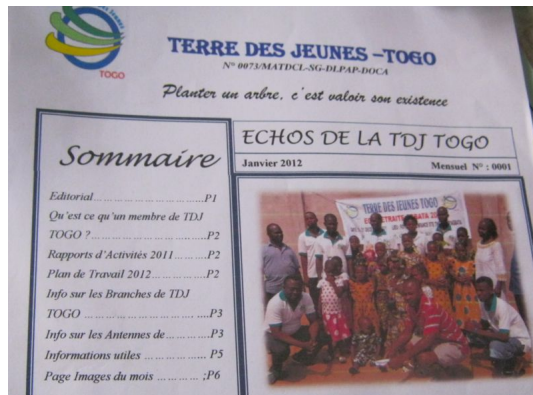 TOGO
TERRE DES JEUNES –TOGO
N° 0073/MATDCL-SG-DLPAP-DOCA
Planter un arbre, c'est valoir son existence
Sommaire
Editorial……………………..P1
Qu'est ce qu'un membre de TDJ
TOGO ?……………………..P2
Rapports d'Activités 2011……..P2
Plan de Travail 2012…………..P2
Info sur les Branches de TDJ
TOGO ……………………. ….P3
Info sur les Antennes de………..P3
Informations utiles ……………... P5
Page Images du mois ………… ;P6
ECHOS DE LA TDJ TOGO
Janvier 2012
Mensuel N° : 0001
TERRE DES JEUNES TOGO